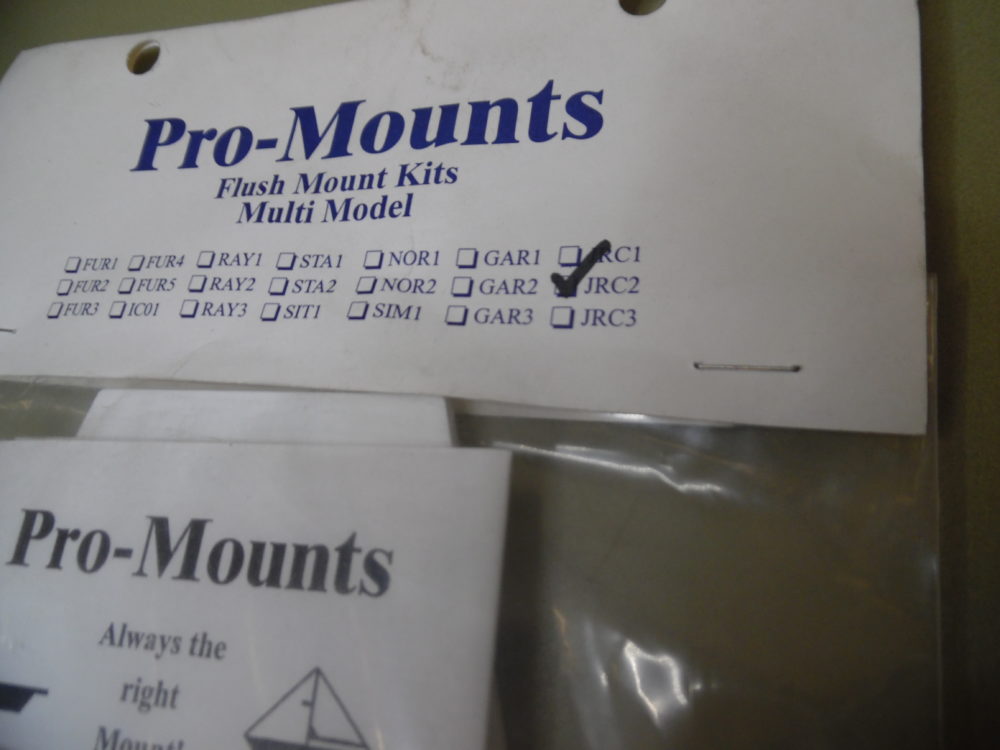 Pro-Mounts
Flush Mount Kits
Multi Model
❑ FUR1 ❑ FUR4 ❑ RAY1 ❑ STA1 ❑ NOR1 ❑ GAR1 ❑ JRC1
❑ FUR2 ❑ FUR5 ❑ RAY2 ❑ STA2 ❑ NOR2 ❑ GAR2 ❑ JRC2
❑ FUR3 ❑ IC01 ❑ RAY3 ❑ SIT1 ❑ SIM1 ❑ GAR3 ❑ JRC3
Pro-Mounts
Always the
right
Mount!